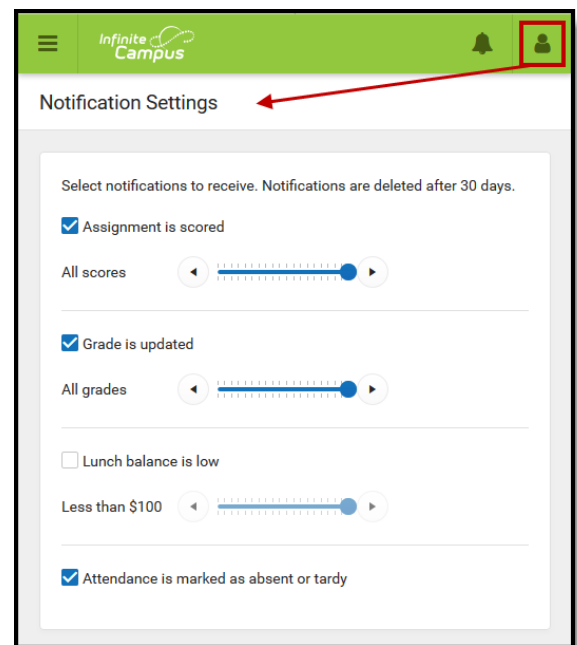 Infinite
Campus
Notification Settings
Select notifications to receive. Notifications are deleted after 30 days.
Assignment is scored
All scores
Grade is updated
All grades
Lunch balance is low
Less than $100
Attendance is marked as absent or tardy